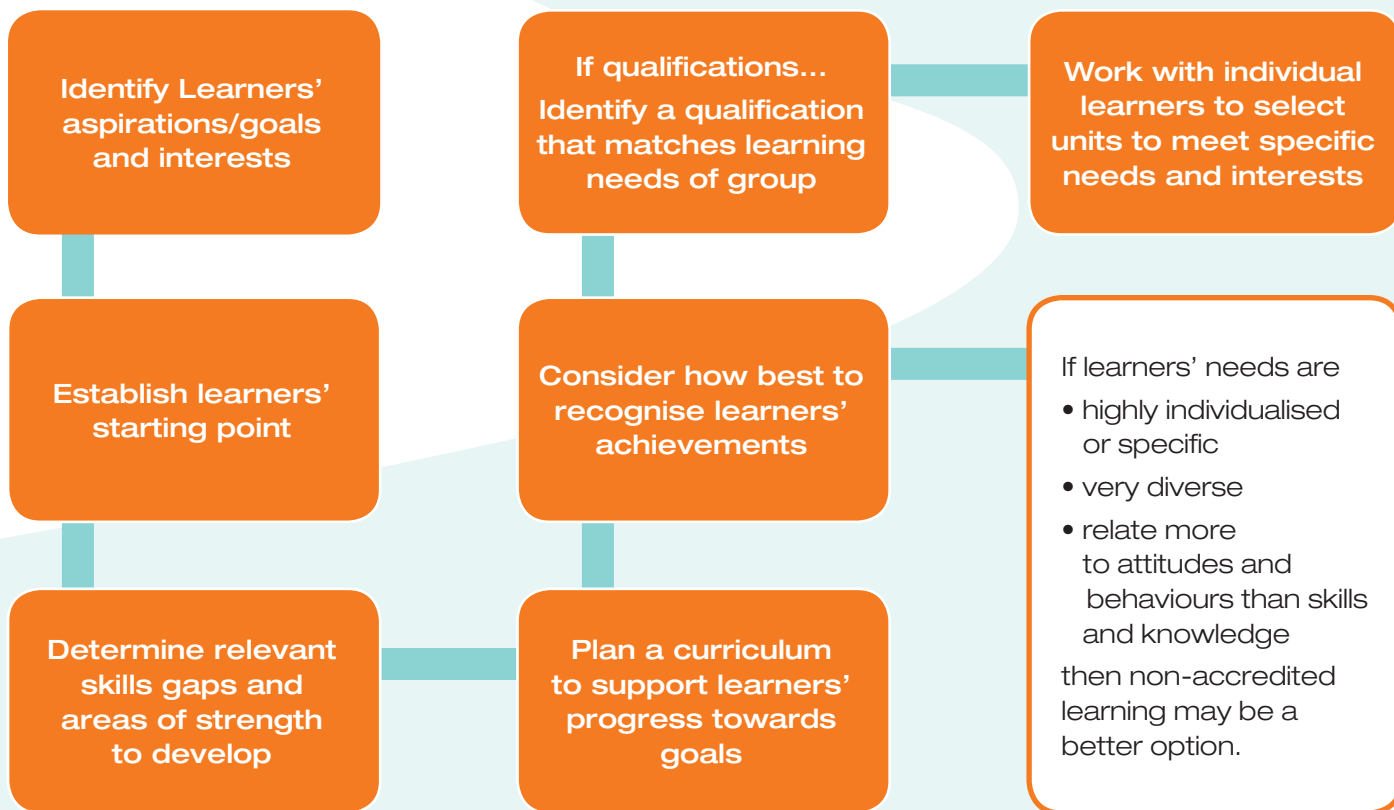 Identify Learners’
aspirations/goals
and interests
Establish learners’
starting point
Determine relevant
skills gaps and
areas of strength
to develop
Plan a curriculum
to support learners’
progress towards
goals
Consider how best to
recognise learners’
achievements
If qualifications...
Identify a qualification
that matches learning
needs of group
Work with individual
learners to select
units to meet specific
needs and interests
If learners’ needs are
• highly individualised
or specific
• very diverse
• relate more
to attitudes and
behaviours than skills
and knowledge
then non-accredited
learning may be a
better option.